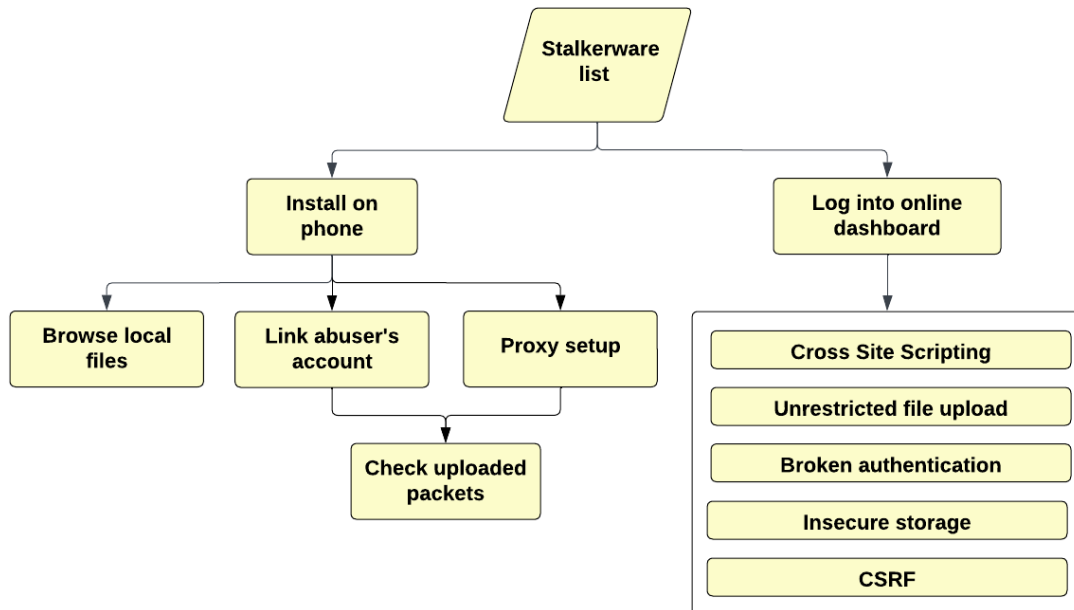 Stalkerware
list
Install on
phone
Log into online
dashboard
Browse local
files
Link abuser's
account
Proxy setup
Check uploaded
packets
Cross Site Scripting
Unrestricted file upload
Broken authentication
Insecure storage
CSRF